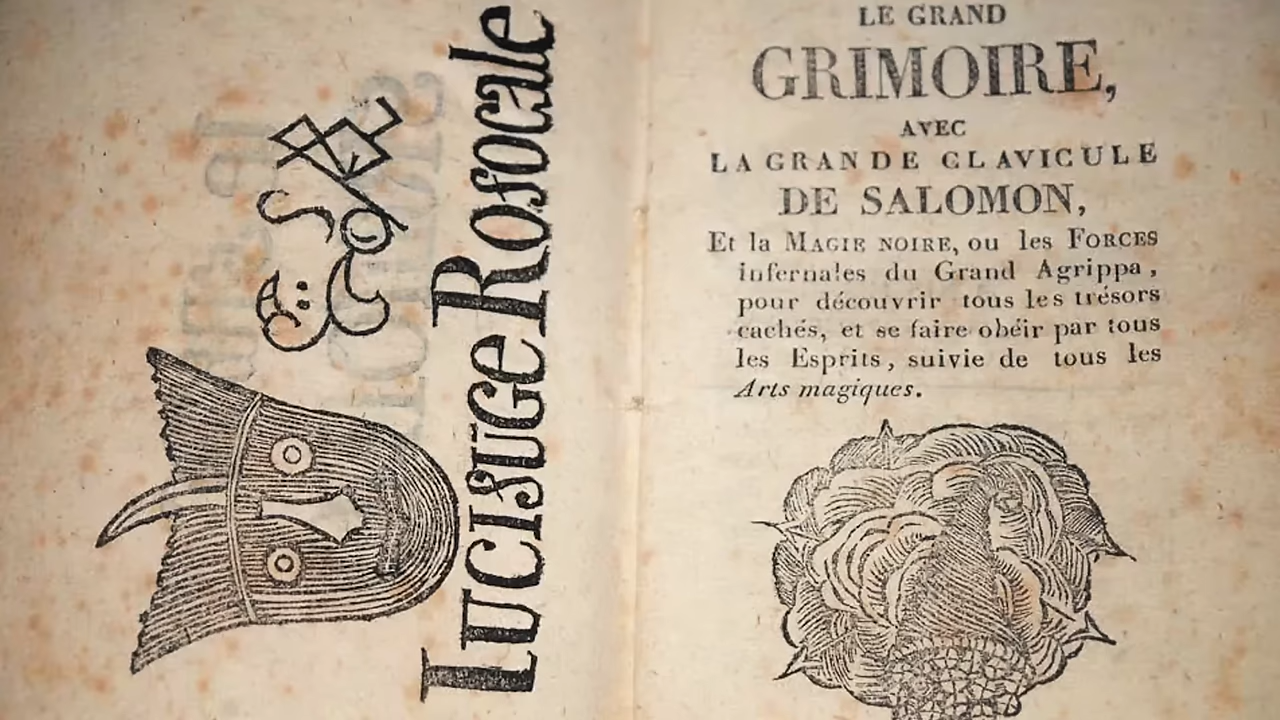 Lucifuge Rofocale
LE GRAND
GRIMOIRE,
AVEC
LA GRANDE CLAVICULE
DE SALOMON,
Et la MAGIE NOIRE, ou les FORCES
infernales du Grand Agrippa,
pour découvrir tous les trésors
cachés, et se faire obéir par tous
les Esprits, suivie de tous les
Arts magiques.